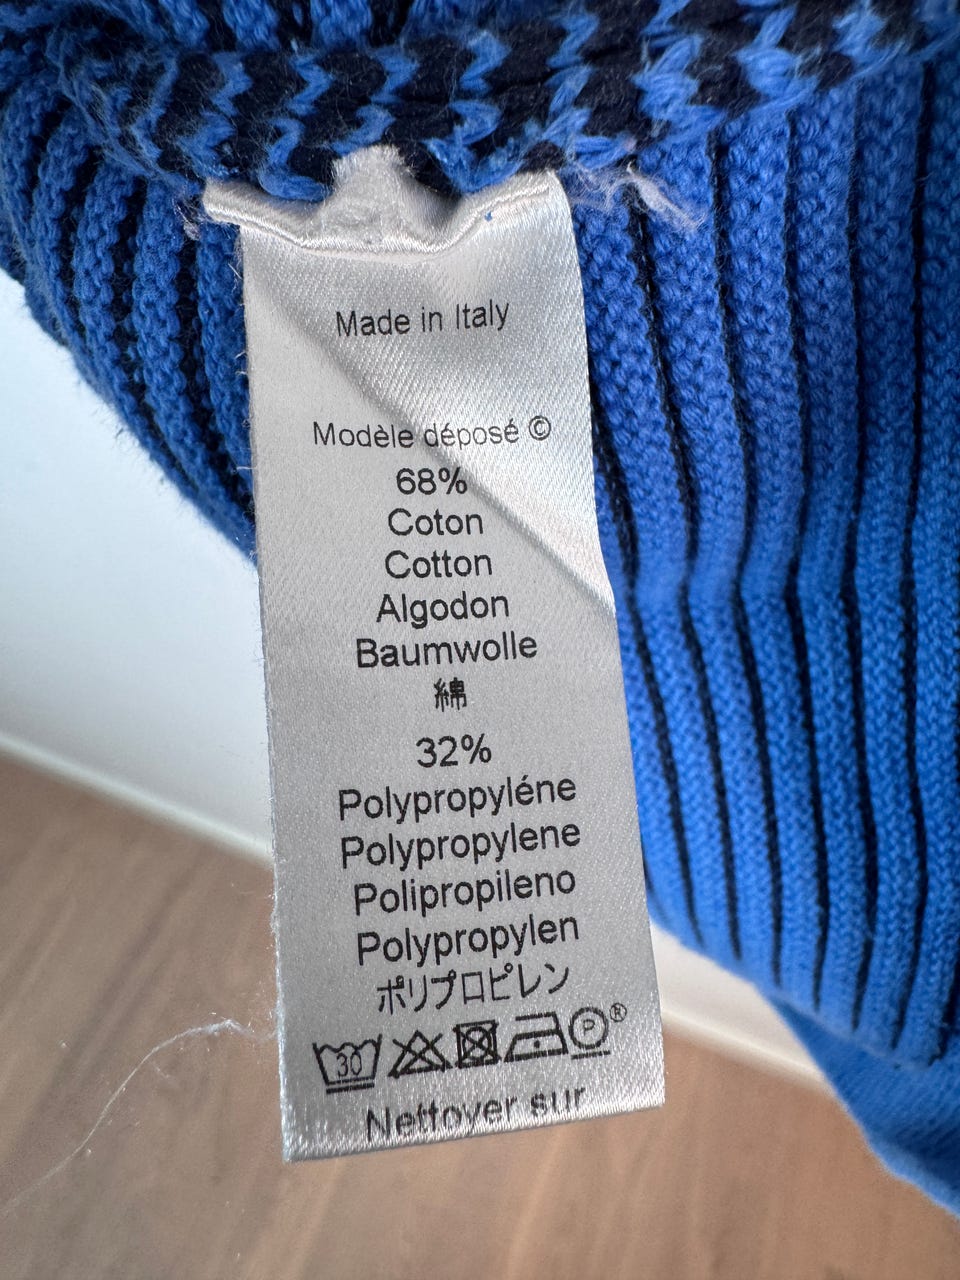 Made in Italy
Modèle déposé ©
68%
Coton
Cotton
Algodon
Baumwolle
綿
32%
Polypropyléne
Polypropylene
Polipropileno
Polypropylen
ポリプロピレン
30 P ®
Nettoyer sur